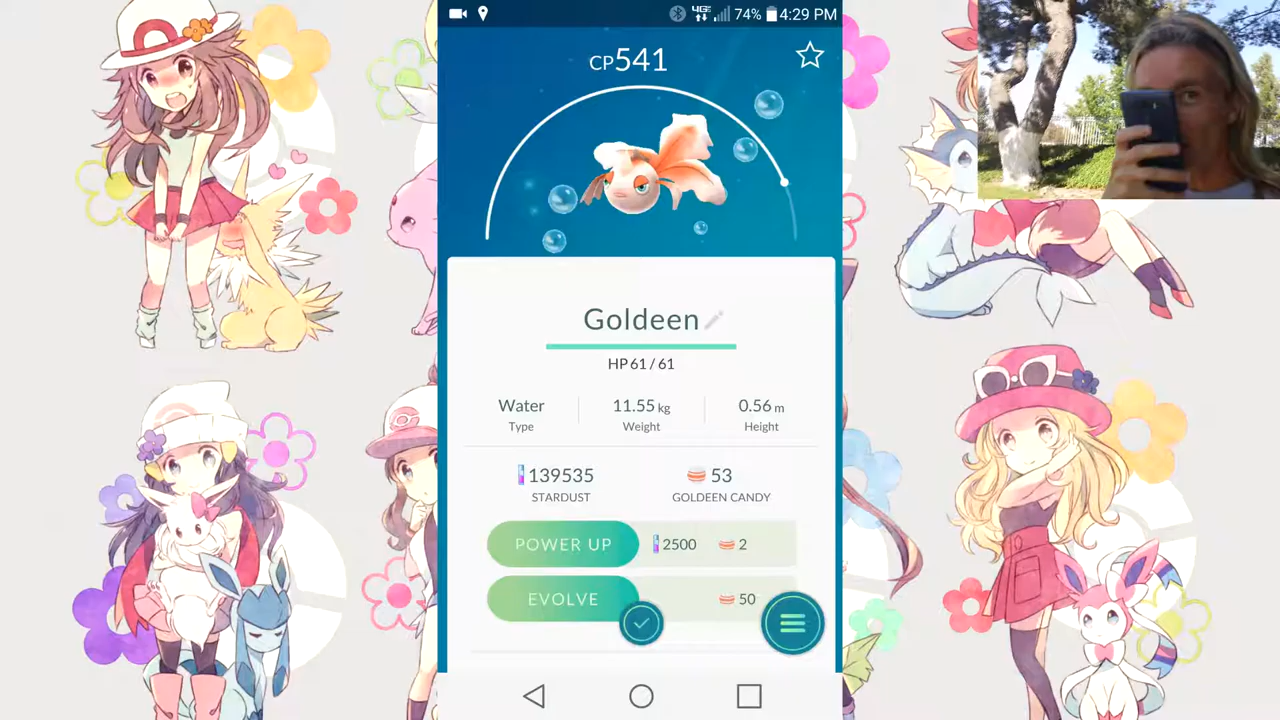 4GE 74% 4:29 PM
CP541
Goldeen
HP 61 / 61
Water 11.55 kg 0.56 m
Type Weight Height
139535 53
STARDUST GOLDEEN CANDY
POWER UP 2500 2
EVOLVE 50